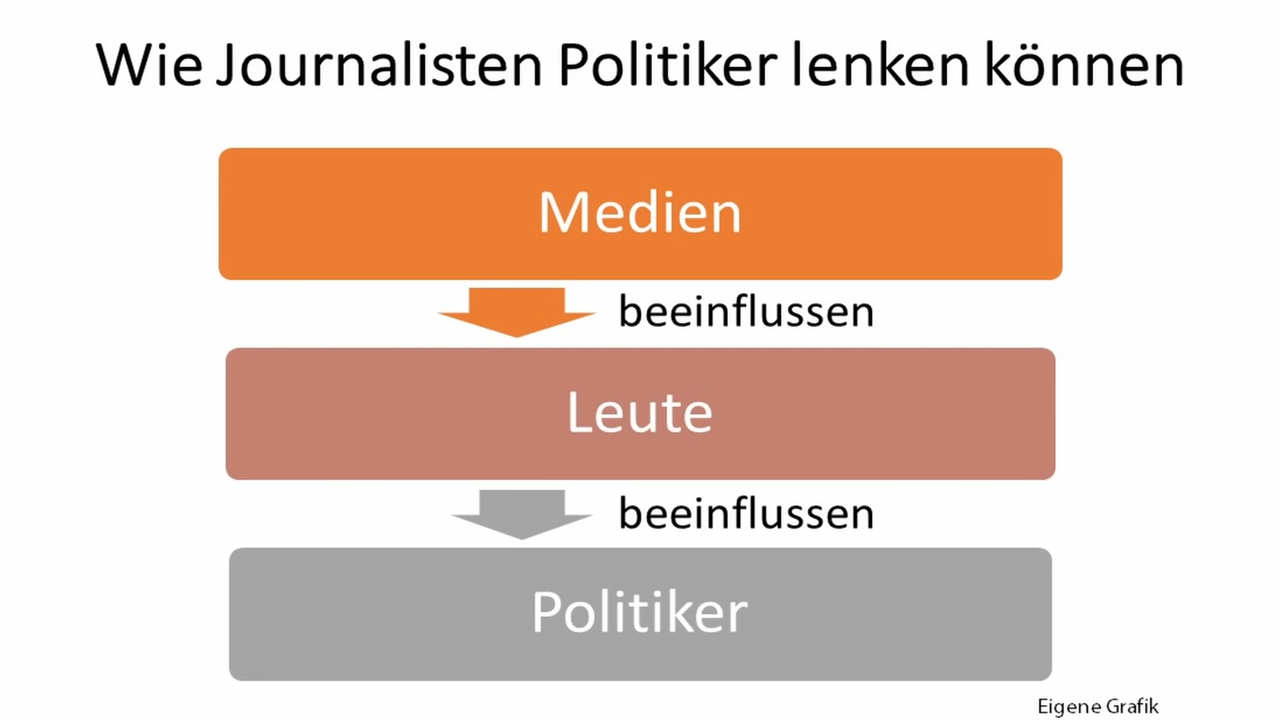 Wie Journalisten Politiker lenken können
Medien
beeinflussen
Leute
beeinflussen
Politiker
Eigene Grafik